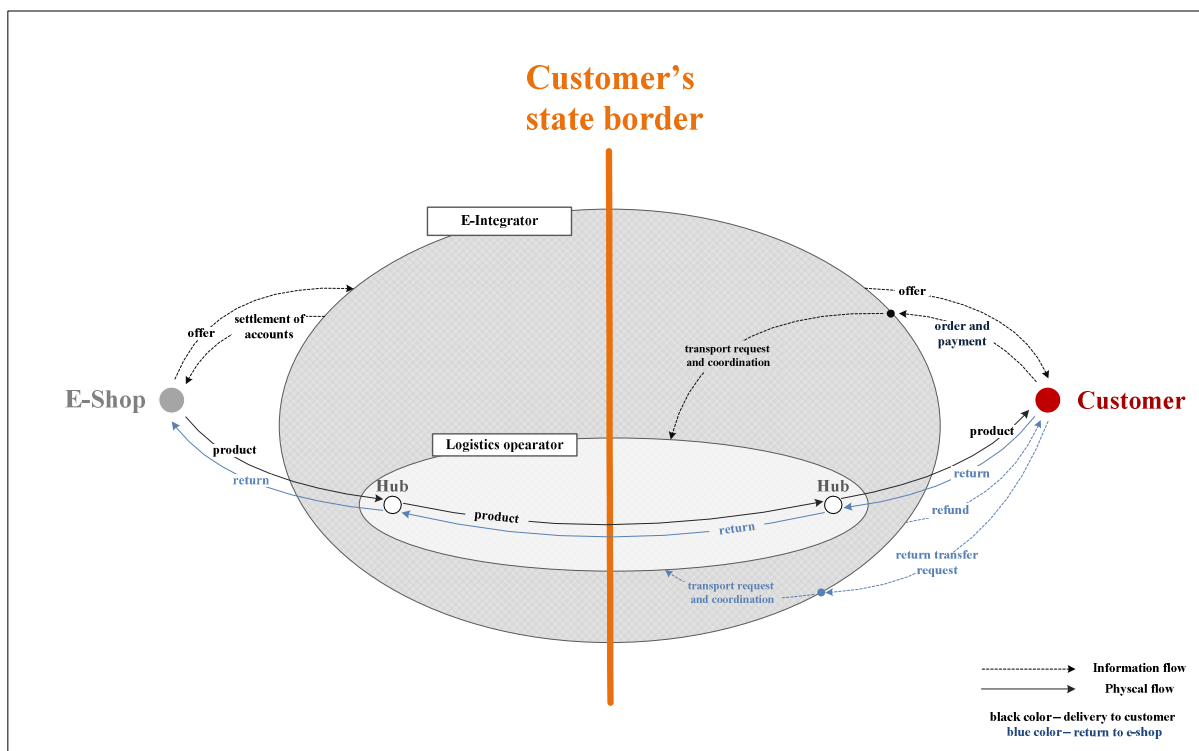 Customer's
state border
E-Integrator
offer
settlement of
accounts
offer
order and
payment
transport request
and coordination
E-Shop
Customer
product
return
Logistics opearator
product
return
Hub
Hub
product
return
refund
return transfer
request
transport request
and coordination
Information flow
Physcal flow
black color – delivery to customer
blue color – return to e-shop